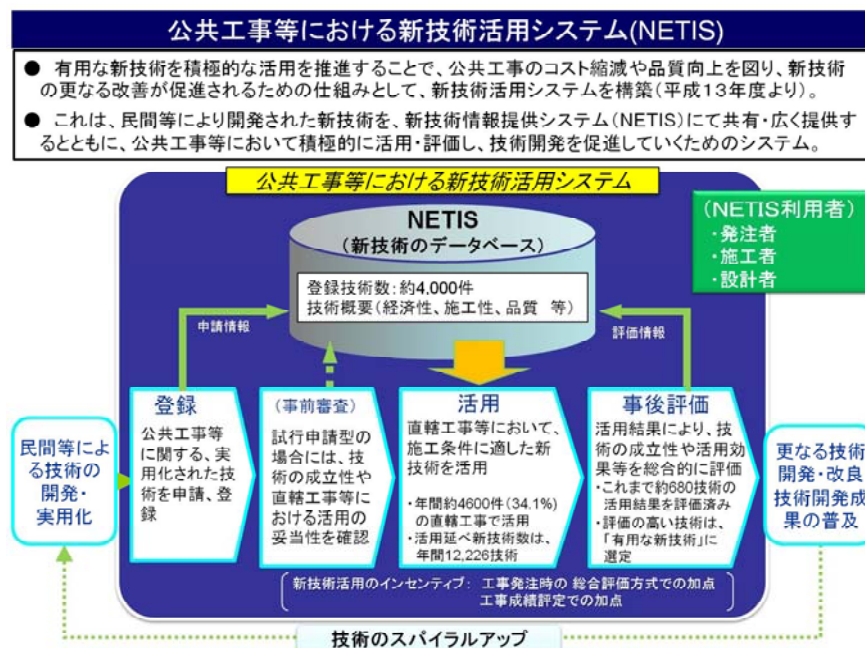 公共工事等における新技術活用システム(NETIS)
● 有用な新技術を積極的な活用を推進することで、公共工事のコスト縮減や品質向上を図り、新技術
の更なる改善が促進されるための仕組みとして、新技術活用システムを構築(平成13年度より)。
● これは、民間等により開発された新技術を、新技術情報提供システム(NETIS)にて共有・広く提供す
るとともに、公共工事等において積極的に活用・評価し、技術開発を促進していくためのシステム。
公共工事等における新技術活用システム
NETIS
(新技術のデータベース)
登録技術数:約4,000件
技術概要(経済性、施工性、品質 等)
(NETIS利用者)
・発注者
・施工者
・設計者
申請情報
評価情報
民間等によ
る技術の
開発・
実用化
登録
公共工事等
に関する、実
用化された技
術を申請、登
録
(事前審査)
試行申請型の
場合には、技
術の成立性や
直轄工事等に
おける活用の
妥当性を確認
活用
直轄工事等において、
施工条件に適した新
技術を活用
・年間約4600件(34.1%)
の直轄工事で活用
・活用延べ新技術数は、
年間12,226技術
事後評価
活用結果により、技
術の成立性や活用効
果等を総合的に評価
・これまで約680技術の
活用結果を評価済み
・評価の高い技術は、
「有用な新技術」に
選定
更なる技術
開発・改良
技術開発成
果の普及
新技術活用のインセンティブ: 工事発注時の 総合評価方式での加点
工事成績評定での加点
技術のスパイラルアップ